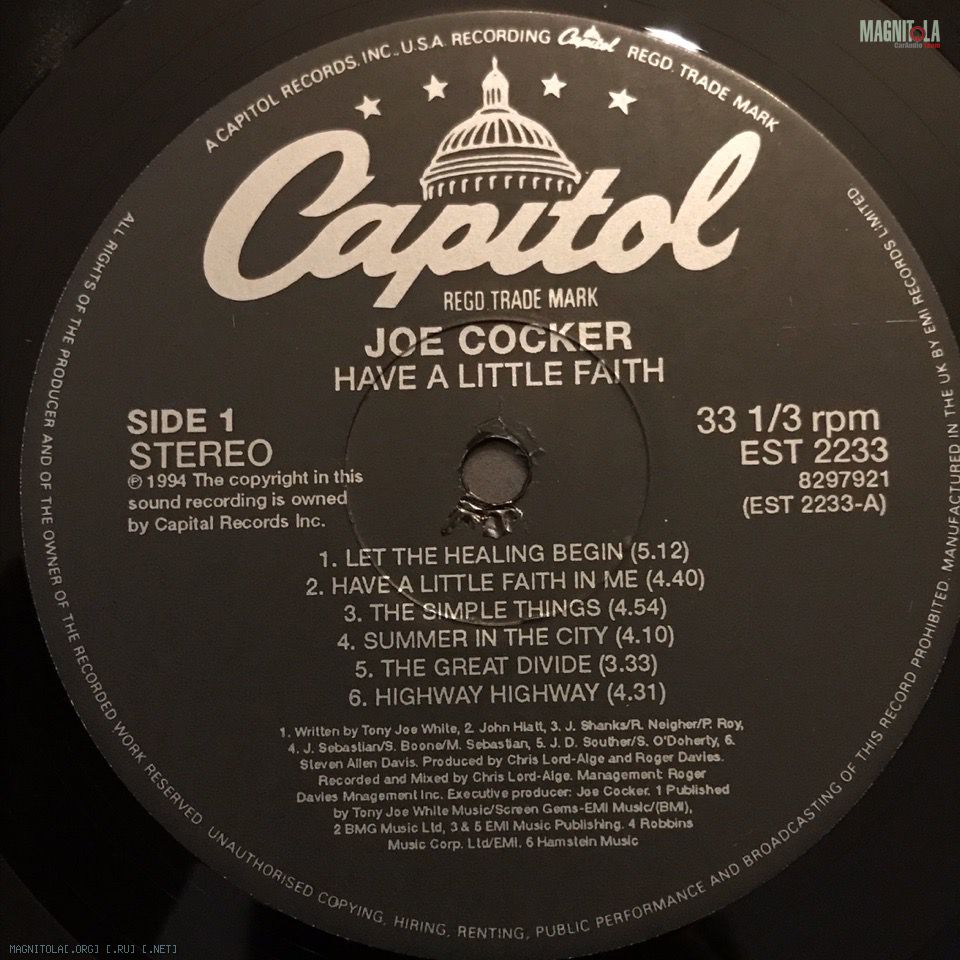 MAGNITOLA
CarAudio Team
A CAPITOL RECORDS, INC., U.S.A. RECORDING Capitol REGD. TRADE MARK
Capitol
REGD. TRADE MARK
JOE COCKER
HAVE A LITTLE FAITH
SIDE 1
STEREO
℗ 1994 The copyright in this
sound recording is owned
by Capital Records Inc.
33 1/3 rpm
EST 2233
8297921
(EST 2233-A)
1. LET THE HEALING BEGIN (5.12)
2. HAVE A LITTLE FAITH IN ME (4.40)
3. THE SIMPLE THINGS (4.54)
4. SUMMER IN THE CITY (4.10)
5. THE GREAT DIVIDE (3.33)
6. HIGHWAY HIGHWAY (4.31)
1. Written by Tony Joe White, 2. John Hiatt, 3. J. Shanks/R. Neigher/P. Roy,
4. J. Sebastian/S. Boone/M. Sebastian, 5. J. D. Souther/S. O'Doherty, 6.
Steven Allen Davis. Produced by Chris Lord-Alge and Roger Davies.
Recorded and Mixed by Chris Lord-Alge. Management: Roger
Davies Mnagement Inc. Executive producer: Joe Cocker. 1 Published
by Tony Joe White Music/Screen Gems-EMI Music/(BMI),
2 BMG Music Ltd, 3 & 5 EMI Music Publishing. 4 Robbins
Music Corp. Ltd/EMI. 6 Hamstein Music
ALL RIGHTS OF THE PRODUCER AND OF THE OWNER OF THE RECORDED WORK RESERVED. UNAUTHORISED COPYING, HIRING, RENTING, PUBLIC PERFORMANCE AND BROADCASTING OF THIS RECORD PROHIBITED. MANUFACTURED IN THE UK BY EMI RECORDS LIMITED
MAGNITOLA[.ORG] [.RU] [.NET]